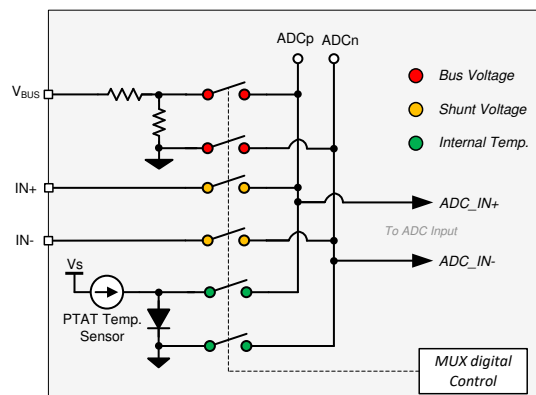 ADCp ADCn
VBUS
Bus Voltage
Shunt Voltage
Internal Temp.
IN+
ADC_IN+
To ADC Input
IN-
ADC_IN-
Vs
PTAT Temp.
Sensor
MUX digital
Control